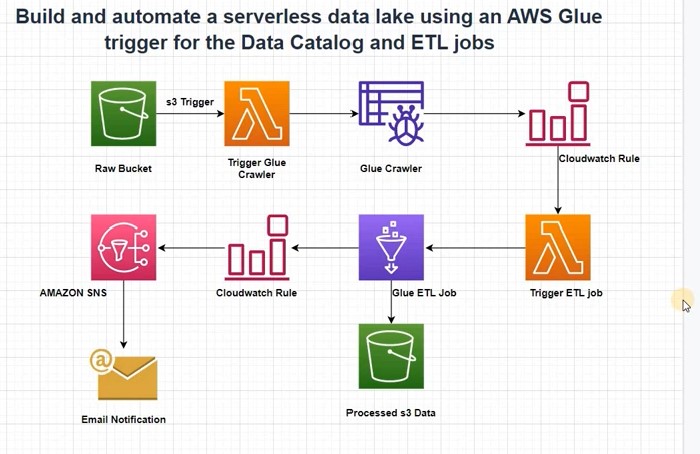 Build and automate a serverless data lake using an AWS Glue
trigger for the Data Catalog and ETL jobs
s3 Trigger
Raw Bucket
Trigger Glue
Crawler
Glue Crawler
Cloudwatch Rule
AMAZON SNS
Cloudwatch Rule
Glue ETL Job
Trigger ETL job
@
Email Notification
Processed s3 Data